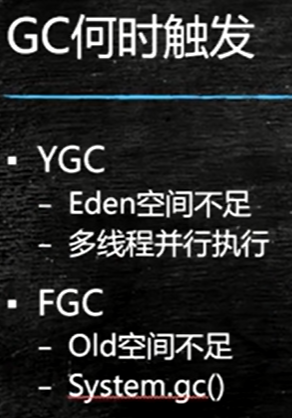 GC何时触发
▪ YGC
– Eden空间不足
– 多线程并行执行
▪ FGC
– Old空间不足
– System.gc()